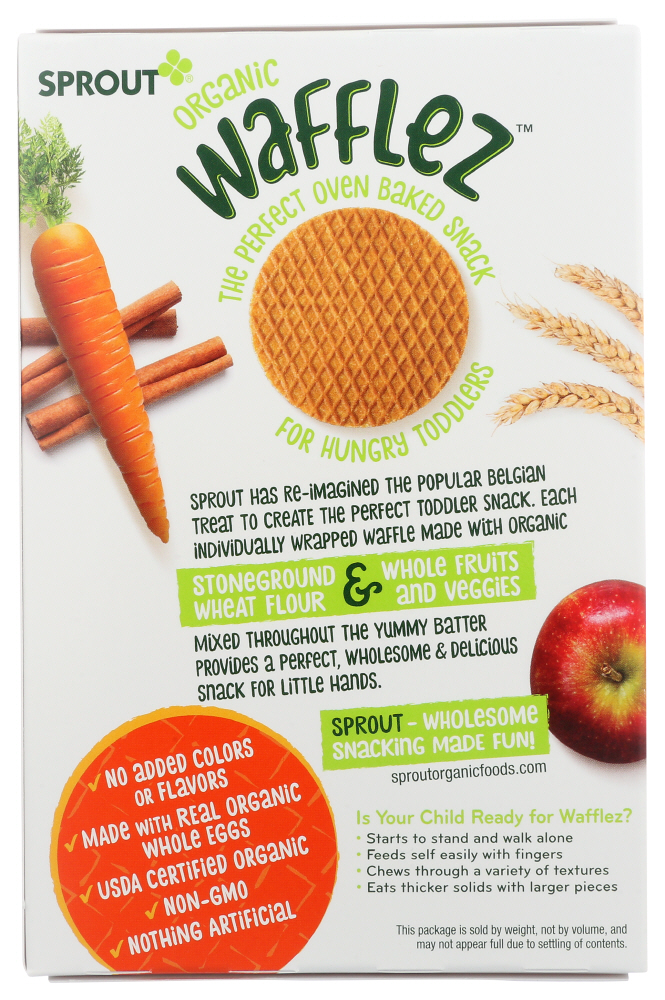 SPROUT®
ORGANIC
Wafflez™
THE PERFECT OVEN BAKED SNACK
FOR HUNGRY TODDLERS
SPROUT HAS RE-IMAGINED THE POPULAR BELGIAN
TREAT TO CREATE THE PERFECT TODDLER SNACK. EACH
INDIVIDUALLY WRAPPED WAFFLE MADE WITH ORGANIC
STONEGROUND
WHEAT FLOUR
&
WHOLE FRUITS
AND VEGGIES
MIXED THROUGHOUT THE YUMMY BATTER
PROVIDES A PERFECT, WHOLESOME & DELICIOUS
SNACK FOR LITTLE HANDS.
SPROUT - WHOLESOME
SNACKING MADE FUN!
sproutorganicfoods.com
✓ NO ADDED COLORS
OR FLAVORS
✓ MADE WITH REAL ORGANIC
WHOLE EGGS
✓ USDA CERTIFIED ORGANIC
✓ NON-GMO
✓ NOTHING ARTIFICIAL
Is Your Child Ready for Wafflez?
• Starts to stand and walk alone
• Feeds self easily with fingers
• Chews through a variety of textures
• Eats thicker solids with larger pieces
This package is sold by weight, not by volume, and
may not appear full due to settling of contents.